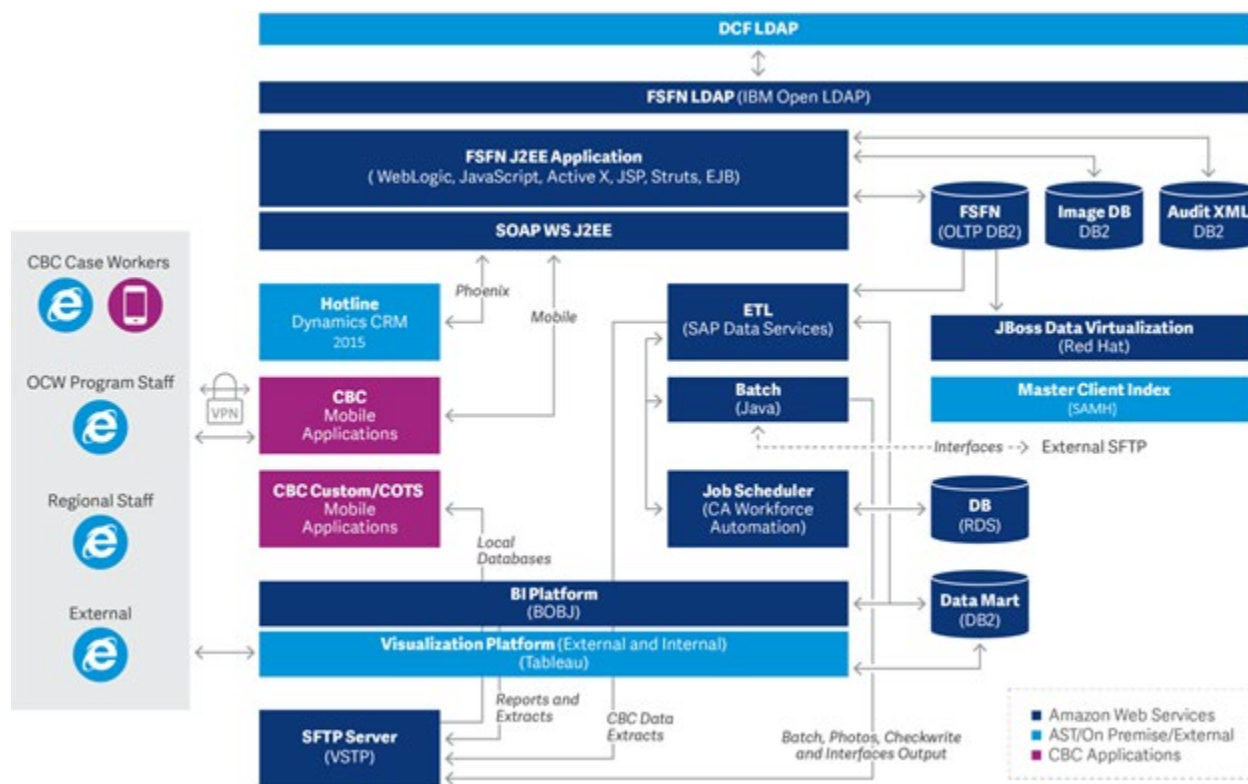 DCF LDAP
FSFN LDAP (IBM Open LDAP)
FSFN J2EE Application
( WebLogic, JavaScript, Active X, JSP, Struts, EJB)
SOAP WS J2EE
FSFN
(OLTP DB2)
Image DB
DB2
Audit XML
DB2
CBC Case Workers
OCW Program Staff
Regional Staff
External
VPN
Phoenix
Mobile
Hotline
Dynamics CRM
2015
CBC
Mobile
Applications
CBC Custom/COTS
Mobile
Applications
ETL
(SAP Data Services)
Batch
(Java)
Job Scheduler
(CA Workforce
Automation)
JBoss Data Virtualization
(Red Hat)
Master Client Index
(SAMH)
Interfaces
External SFTP
DB
(RDS)
Local
Databases
BI Platform
(BOBJ)
Data Mart
(DB2)
Visualization Platform (External and Internal)
(Tableau)
Reports and
Extracts
CBC Data
Extracts
Batch, Photos, Checkwrite
and Interfaces Output
SFTP Server
(VSTP)
Amazon Web Services
AST/On Premise/External
CBC Applications